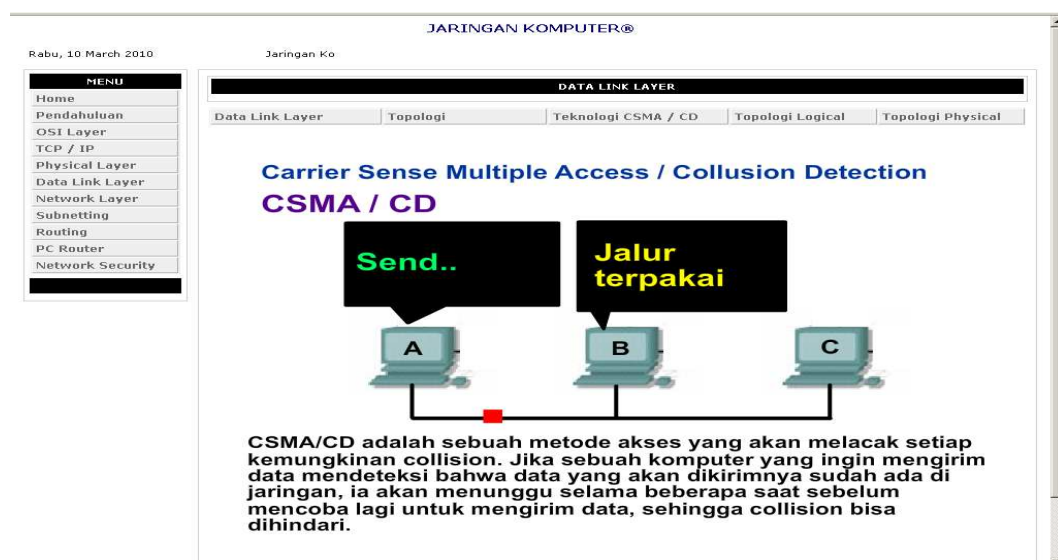 JARINGAN KOMPUTER®
Rabu, 10 March 2010
Jaringan Ko
MENU
Home
Pendahuluan
OSI Layer
TCP / IP
Physical Layer
Data Link Layer
Network Layer
Subnetting
Routing
PC Router
Network Security
DATA LINK LAYER
Data Link Layer
Topologi
Teknologi CSMA / CD
Topologi Logical
Topologi Physical
Carrier Sense Multiple Access / Collusion Detection
CSMA / CD
Send..
Jalur
terpakai
A
B
C
CSMA/CD adalah sebuah metode akses yang akan melacak setiap
kemungkinan collision. Jika sebuah komputer yang ingin mengirim
data mendeteksi bahwa data yang akan dikirimnya sudah ada di
jaringan, ia akan menunggu selama beberapa saat sebelum
mencoba lagi untuk mengirim data, sehingga collision bisa
dihindari.